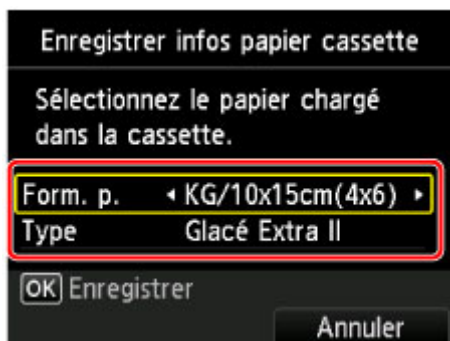 Enregistrer infos papier cassette
Sélectionnez le papier chargé
dans la cassette.
Form. p. KG/10x15cm(4x6)
Type Glacé Extra II
OK Enregistrer
Annuler